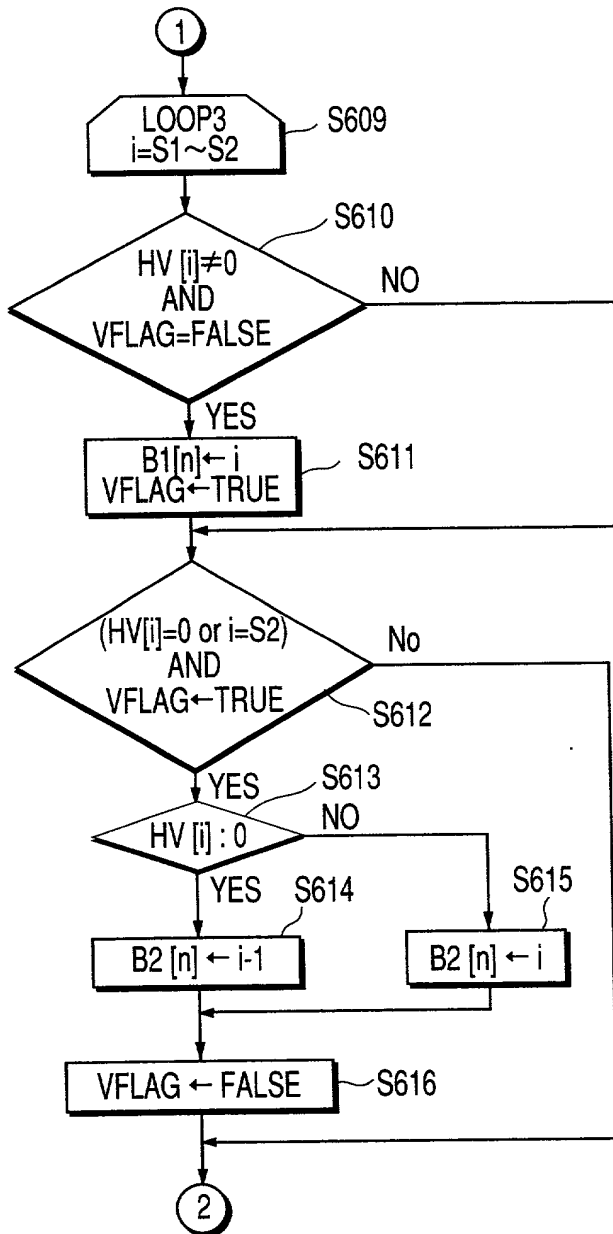 1
LOOP3
i=S1~S2
S609
S610
HV [i]≠0
AND
VFLAG=FALSE
NO
YES
B1[n]← i
VFLAG←TRUE
S611
(HV[i]=0 or i=S2)
AND
VFLAG←TRUE
No
S612
YES
S613
HV [i] : 0
NO
YES
S614
S615
B2 [n] ← i-1
B2 [n] ← i
VFLAG ← FALSE
S616
2